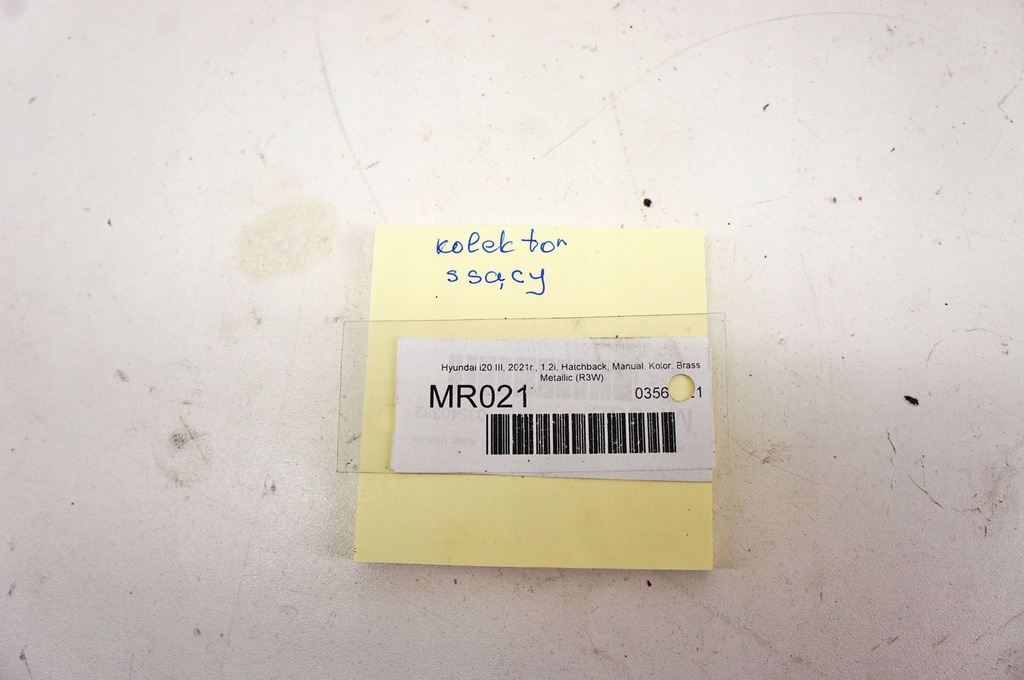 kolektor
ssący
Hyundai i20 III, 2021r., 1.2i, Hatchback, Manual. Kolor: Brass
Metallic (R3W)
MR021